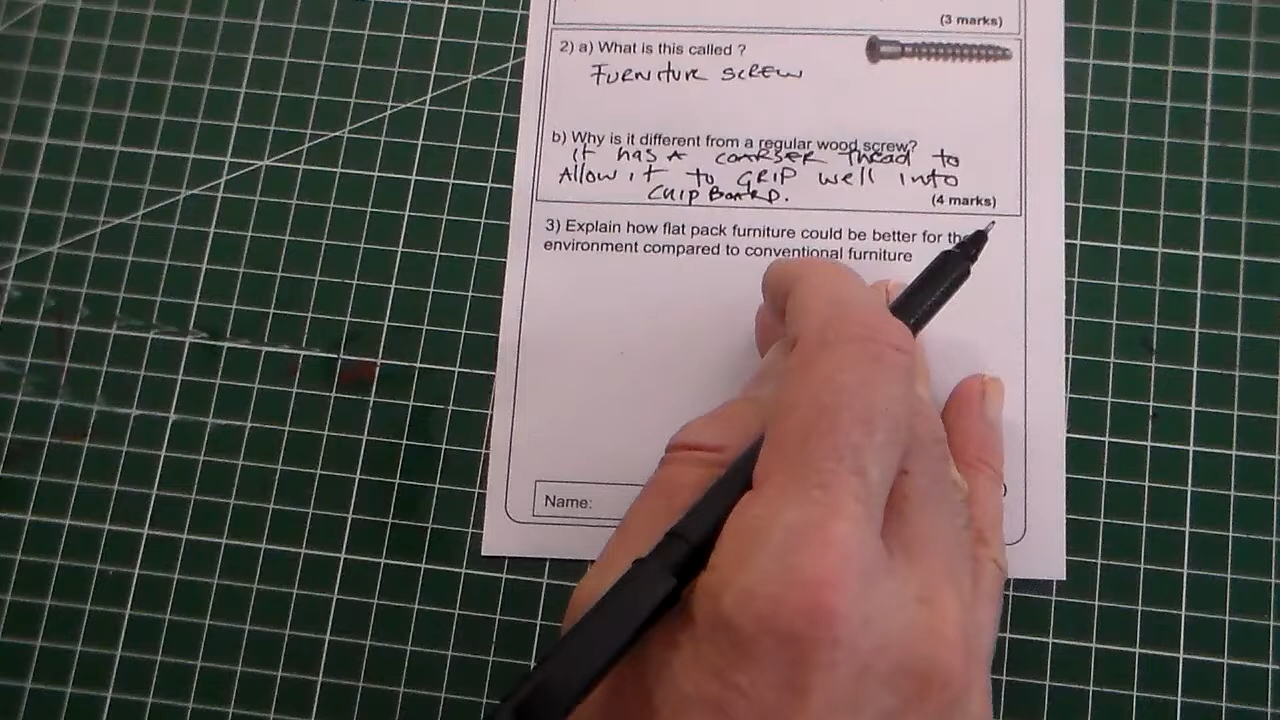 (3 marks)
2) a) What is this called ?
FURNITURE SCREW
b) Why is it different from a regular wood screw?
It has A COARSER thread to
Allow it to GRIP well into
CHIP BOARD.
(4 marks)
3) Explain how flat pack furniture could be better for the
environment compared to conventional furniture
Name: